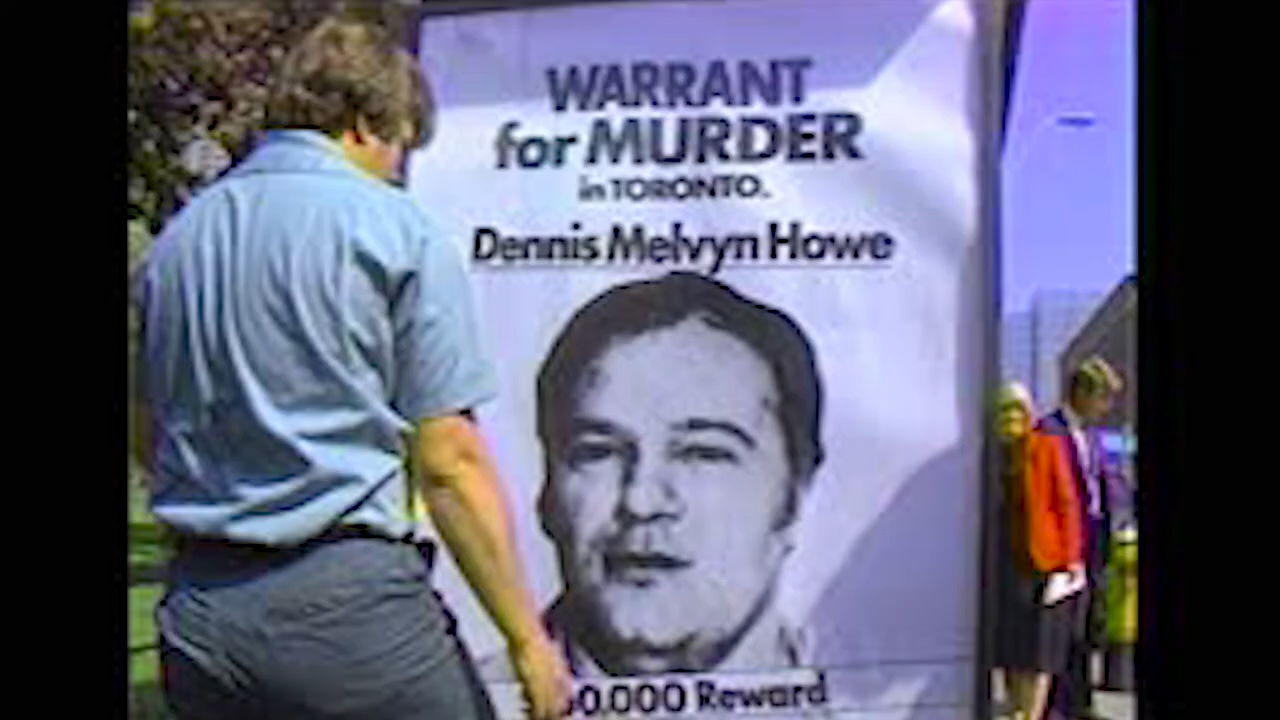 WARRANT
for MURDER
in TORONTO.
Dennis Melvyn Howe
0.000 Reward